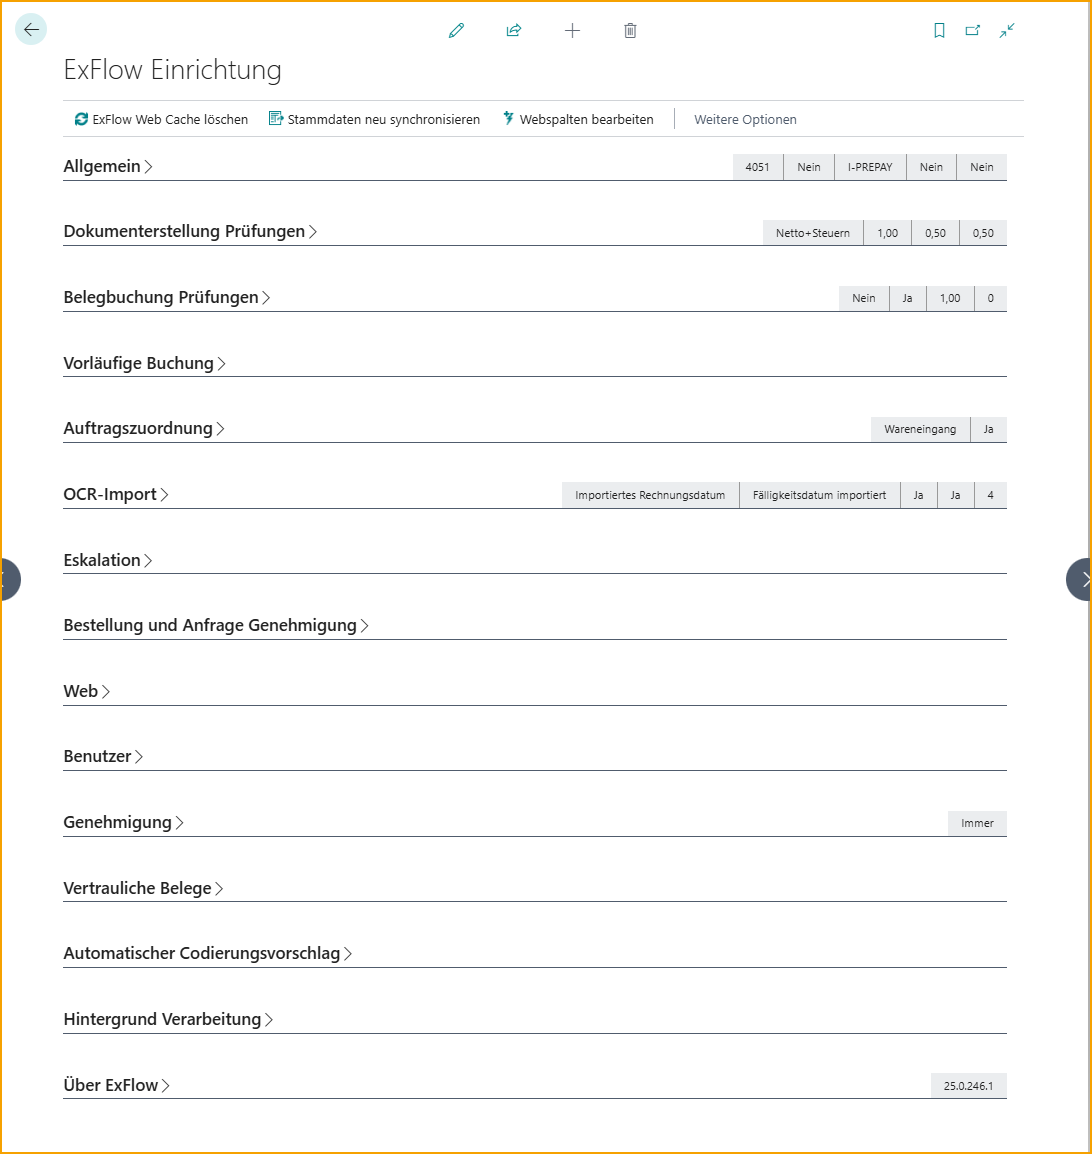 ExFlow Einrichtung
ExFlow Web Cache löschen Stammdaten neu synchronisieren Webspalten bearbeiten Weitere Optionen
Allgemein 4051 Nein I-PREPAY Nein Nein
Dokumenterstellung Prüfungen Netto+Steuern 1,00 0,50 0,50
Belegbuchung Prüfungen Nein Ja 1,00 0
Vorläufige Buchung
Auftragszuordnung Wareneingang Ja
OCR-Import Importiertes Rechnungsdatum Fälligkeitsdatum importiert Ja Ja 4
Eskalation
Bestellung und Anfrage Genehmigung
Web
Benutzer
Genehmigung Immer
Vertrauliche Belege
Automatischer Codierungsvorschlag
Hintergrund Verarbeitung
Über ExFlow 25.0.246.1